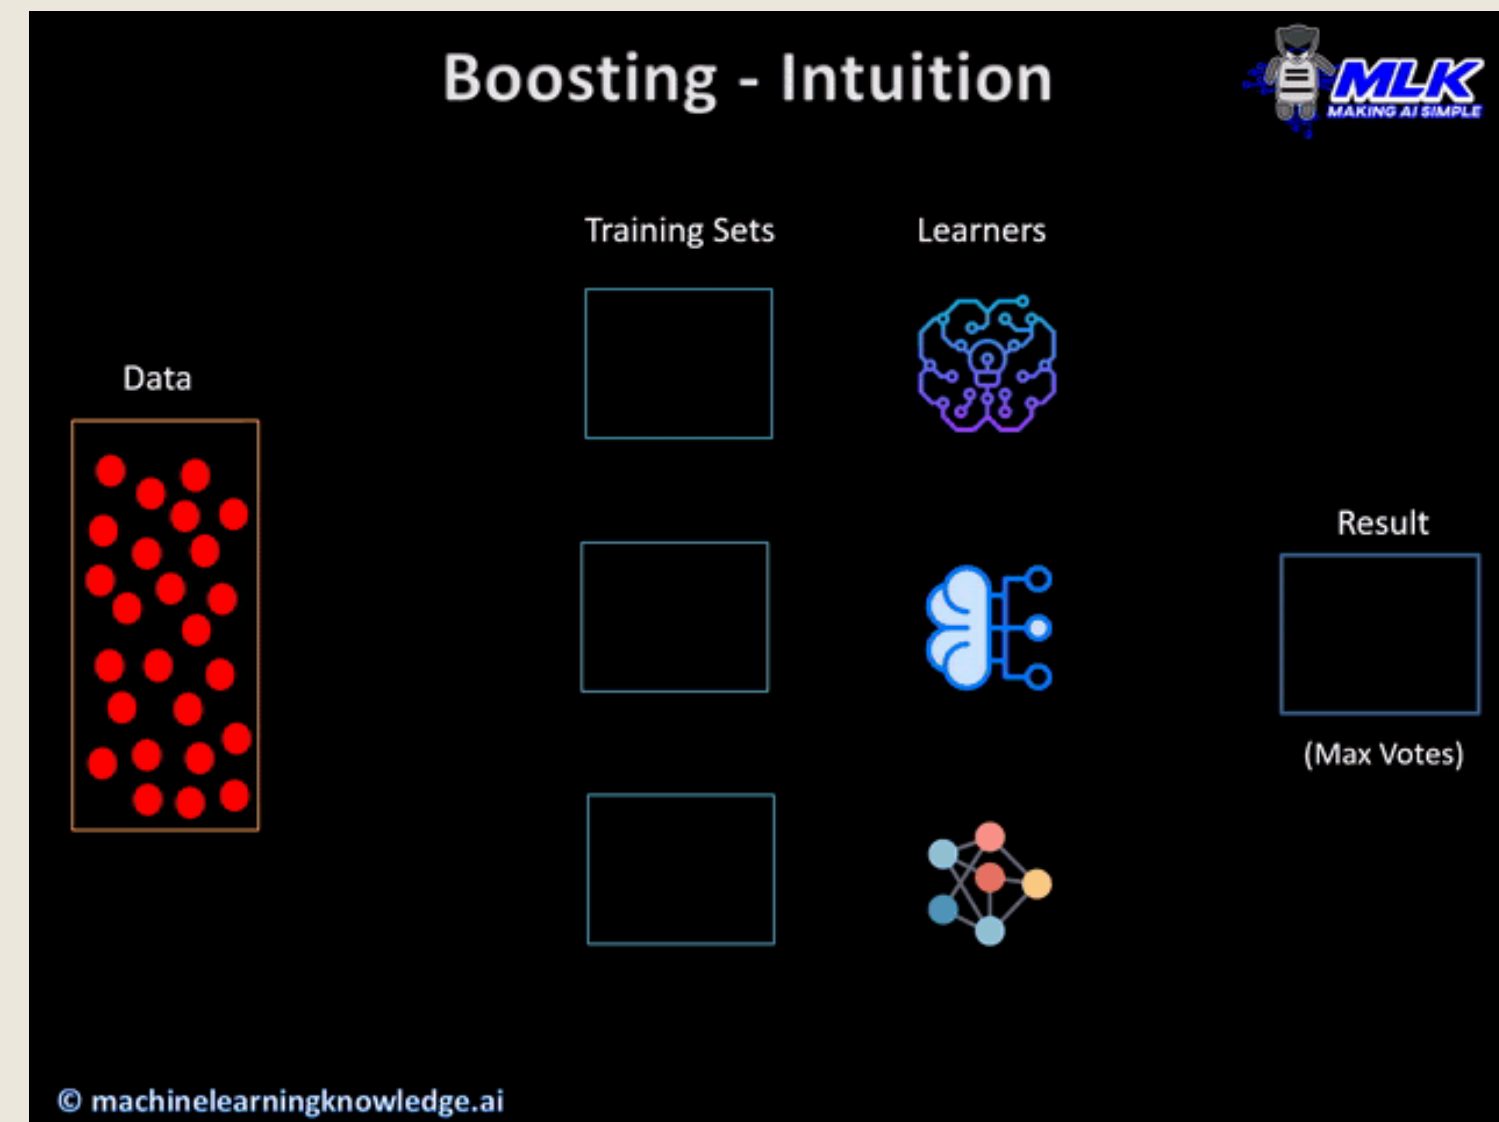 Boosting - Intuition
MLK
MAKING AI SIMPLE
Training Sets
Learners
Data
Result
(Max Votes)
© machinelearningknowledge.ai